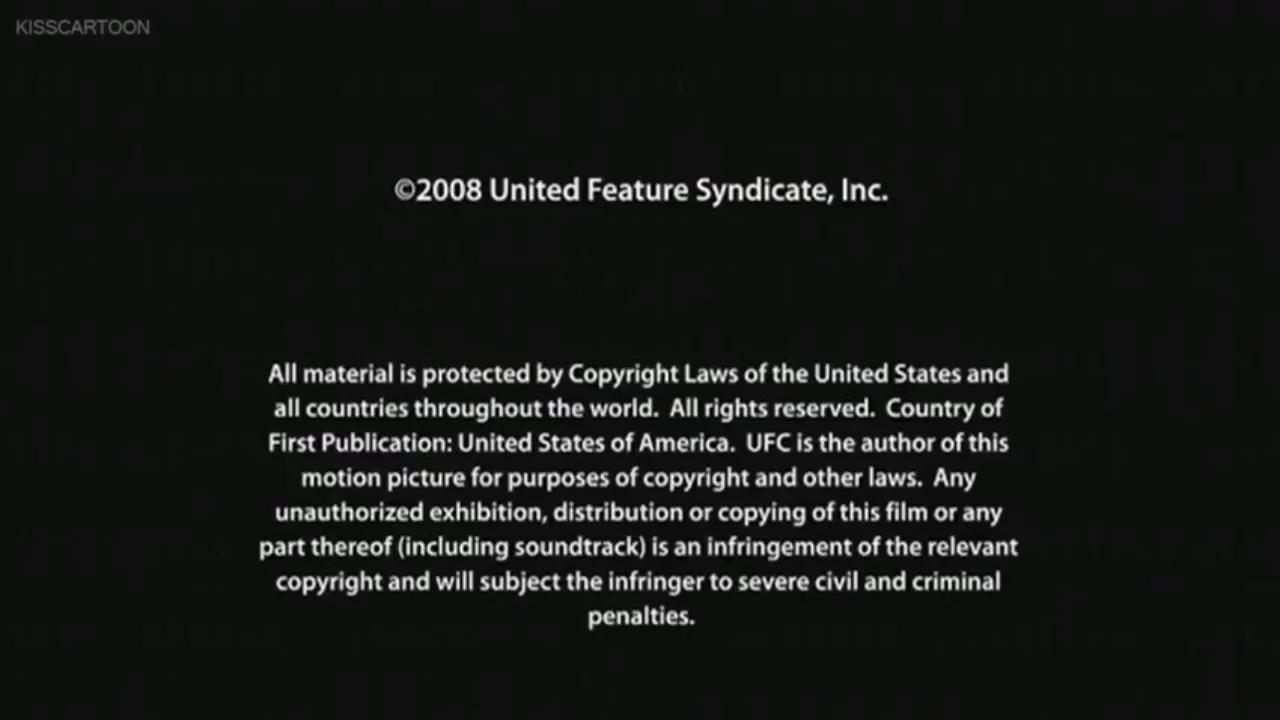 KISSCARTOON
©2008 United Feature Syndicate, Inc.
All material is protected by Copyright Laws of the United States and
all countries throughout the world.  All rights reserved.  Country of
First Publication: United States of America.  UFC is the author of this
motion picture for purposes of copyright and other laws.  Any
unauthorized exhibition, distribution or copying of this film or any
part thereof (including soundtrack) is an infringement of the relevant
copyright and will subject the infringer to severe civil and criminal
penalties.